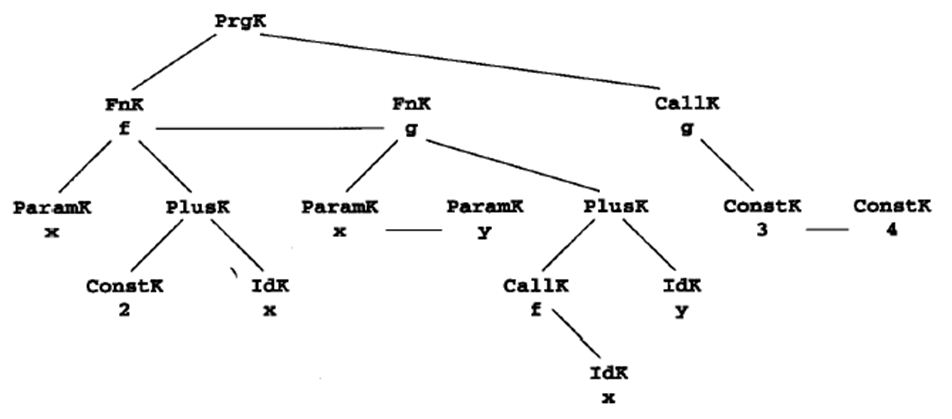 PrgK
FnK FnK CallK
f g g
ParamK PlusK ParamK ParamK PlusK ConstK ConstK
x x y 3 4
ConstK IdK CallK IdK
2 x f y
IdK
x